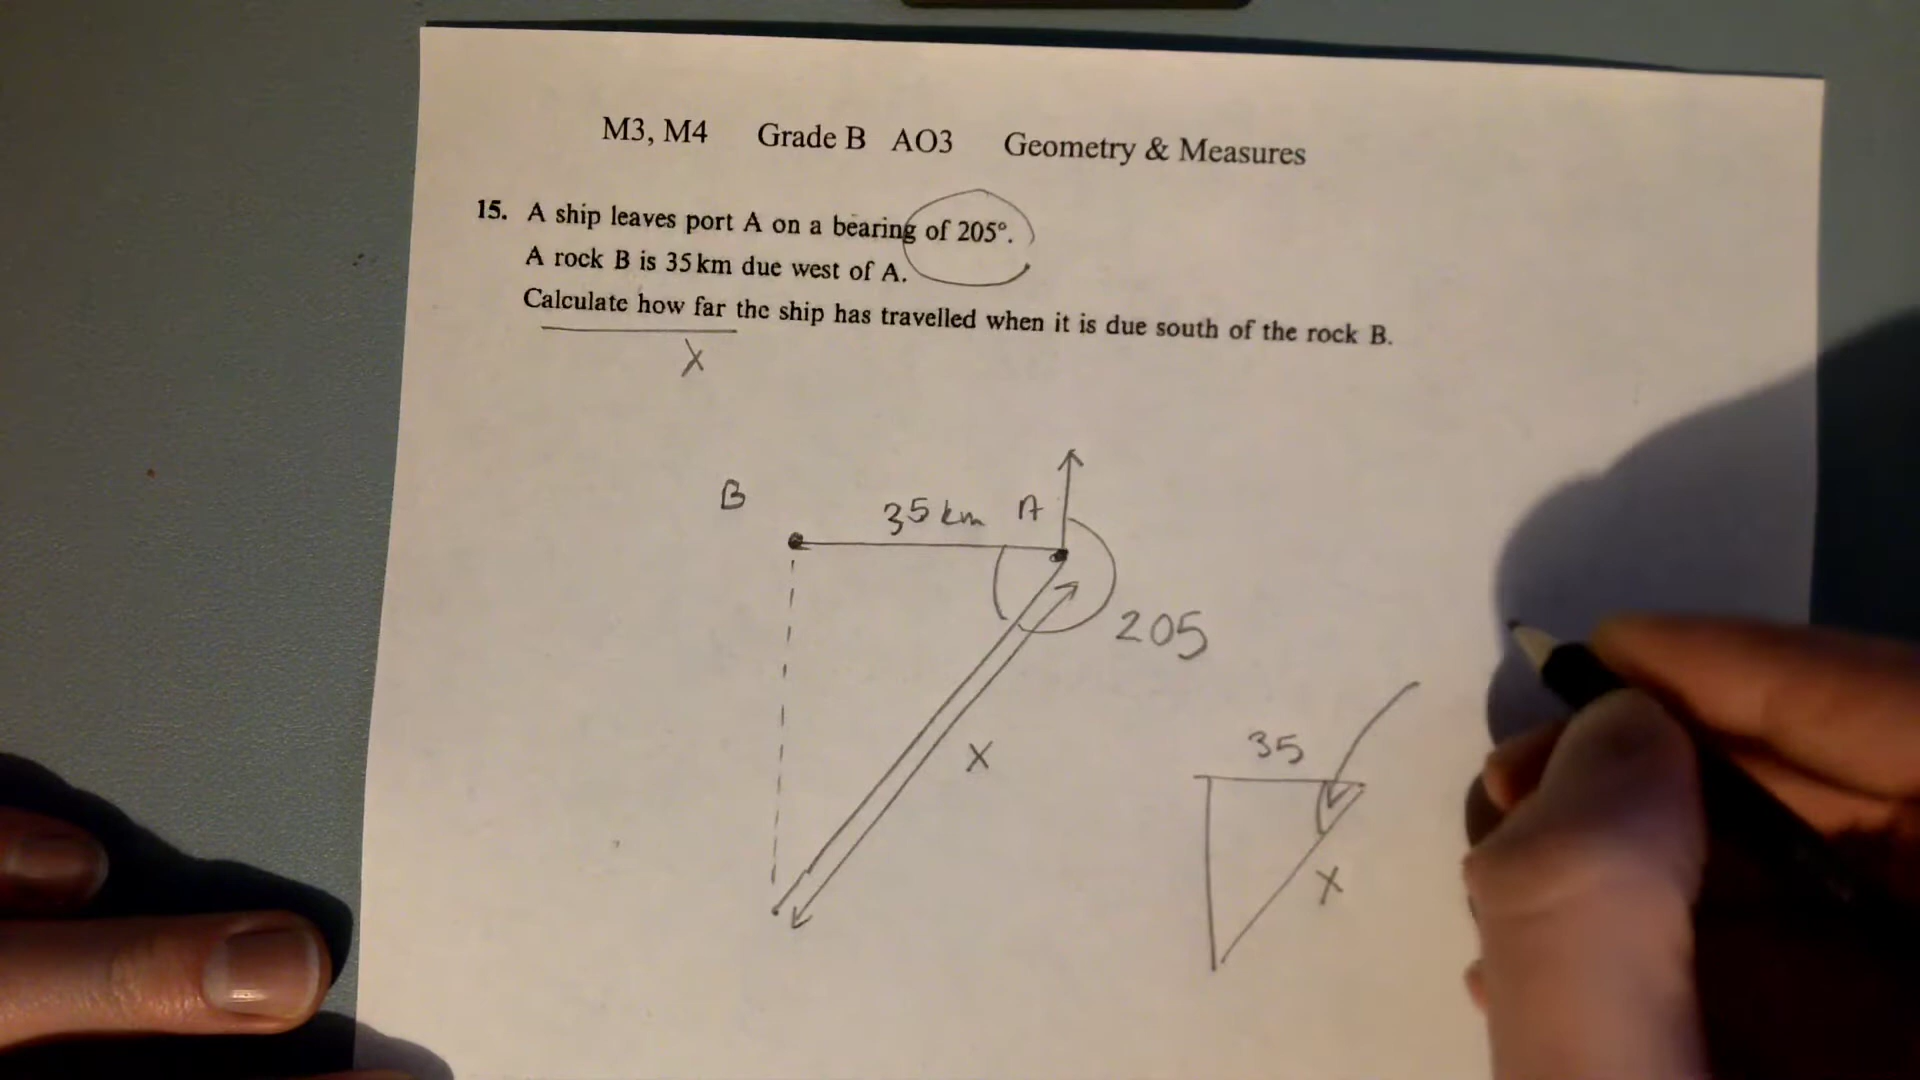 M3, M4 Grade B AO3 Geometry & Measures
15. A ship leaves port A on a bearing of 205°.
A rock B is 35 km due west of A.
Calculate how far the ship has travelled when it is due south of the rock B.
x
B 35 km A
205
x
35
x